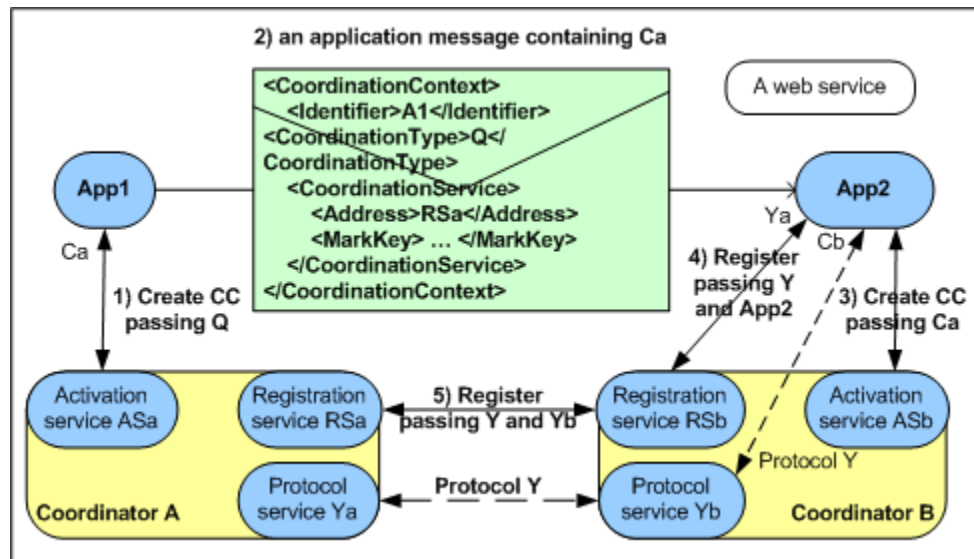 2) an application message containing Ca
<CoordinationContext>
<Identifier>A1</Identifier>
<CoordinationType>Q</
CoordinationType>
<CoordinationService>
<Address>RSa</Address>
<MarkKey> … </MarkKey>
</CoordinationService>
</CoordinationContext>
A web service
App1
App2
Ca
Ya
Cb
1) Create CC
passing Q
4) Register
passing Y
and App2
3) Create CC
passing Ca
Activation
service ASa
Registration
service RSa
5) Register
passing Y and Yb
Registration
service RSb
Activation
service ASb
Protocol Y
Coordinator A
Protocol
service Ya
Protocol Y
Protocol
service Yb
Coordinator B